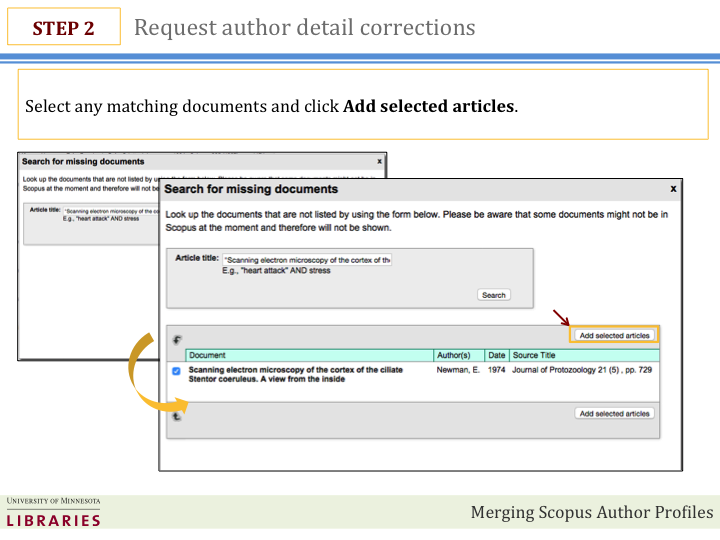 STEP 2
Request author detail corrections
Select any matching documents and click Add selected articles.
Search for missing documents
x
Look up the documents that are not listed by
Scopus at the moment and therefore will not be
Article title: "Scanning electron microscopy of the
E.g., "heart attack" AND stress
Search for missing documents
x
Look up the documents that are not listed by using the form below. Please be aware that some documents might not be in
Scopus at the moment and therefore will not be shown.
Article title: "Scanning electron microscopy of the cortex of th
E.g., "heart attack" AND stress
Search
Add selected articles
Document Author(s) Date Source Title
Scanning electron microscopy of the cortex of the ciliate Newman, E. 1974 Journal of Protozoology 21 (5) , pp. 729
Stentor coeruleus. A view from the inside
Add selected articles
UNIVERSITY OF MINNESOTA
LIBRARIES
Merging Scopus Author Profiles